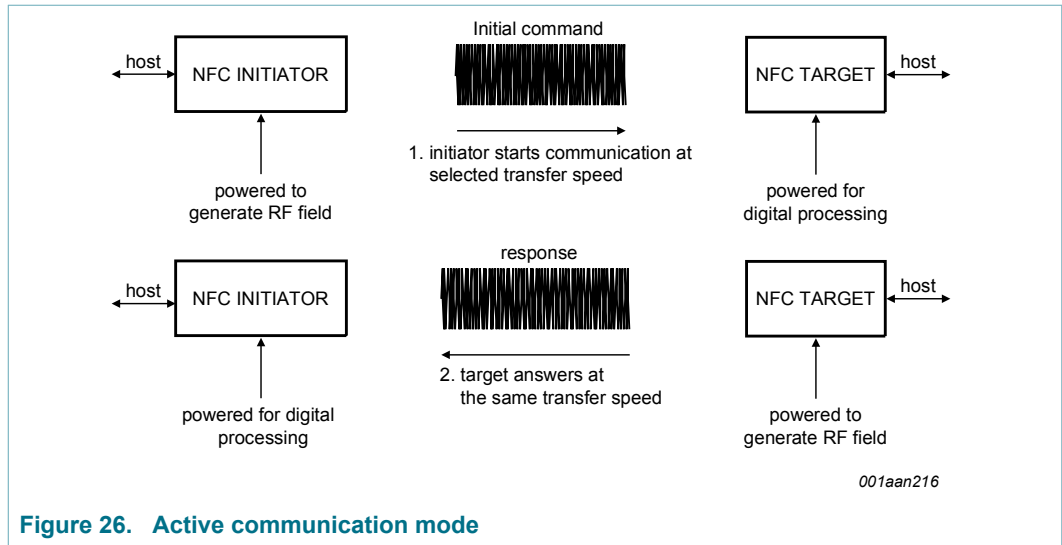 Initial command
host
NFC INITIATOR
NFC TARGET
host
1. initiator starts communication at
selected transfer speed
powered to
generate RF field
powered for
digital processing
response
host
NFC INITIATOR
NFC TARGET
host
2. target answers at
the same transfer speed
powered for digital
processing
powered to
generate RF field
001aan216
Figure 26. Active communication mode